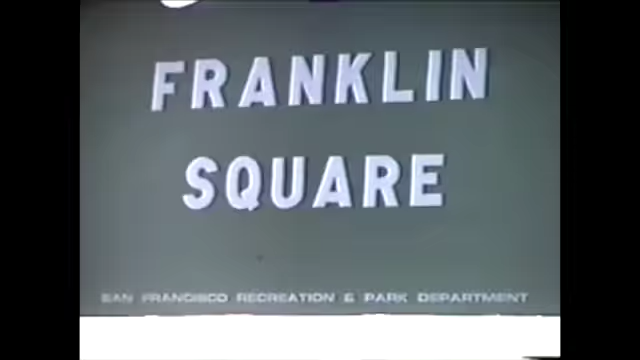 FRANKLIN
SQUARE
SAN FRANCISCO RECREATION & PARK DEPARTMENT